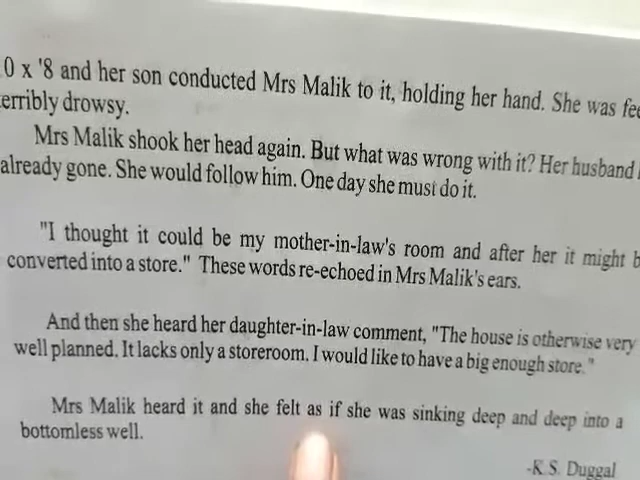 0 x '8 and her son conducted Mrs Malik to it, holding her hand. She was
terribly drowsy.
Mrs Malik shook her head again. But what was wrong with it? Her husband
already gone. She would follow him. One day she must do it.
"I thought it could be my mother-in-law's room and after her it might
converted into a store." These words re-echoed in Mrs Malik's ears.
And then she heard her daughter-in-law comment, "The house is otherwise very
well planned. It lacks only a storeroom. I would like to have a big enough store."
Mrs Malik heard it and she felt as if she was sinking deep and deep into a
bottomless well.
-K.S. Duggal